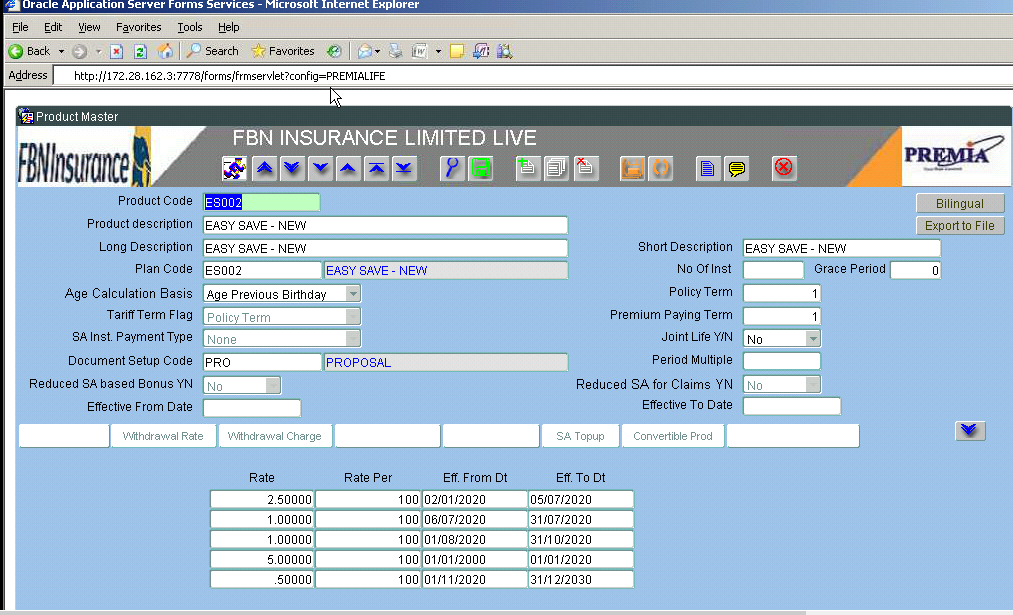 Oracle Application Server Forms Services - Microsoft Internet Explorer
File Edit View Favorites Tools Help
Back Search Favorites
Address http://172.28.162.3:7778/forms/frmservlet?config=PREMIALIFE
Product Master
FBNInsurance FBN INSURANCE LIMITED LIVE PREMIA
Product Code ES002 Bilingual
Product description EASY SAVE - NEW Export to File
Long Description EASY SAVE - NEW Short Description EASY SAVE - NEW
Plan Code ES002 EASY SAVE - NEW No Of Inst Grace Period 0
Age Calculation Basis Age Previous Birthday Policy Term 1
Tariff Term Flag Policy Term Premium Paying Term 1
SA Inst. Payment Type None Joint Life Y/N No
Document Setup Code PRO PROPOSAL Period Multiple
Reduced SA based Bonus YN No Reduced SA for Claims YN No
Effective From Date Effective To Date
Withdrawal Rate Withdrawal Charge SA Topup Convertible Prod
Rate Rate Per Eff. From Dt Eff. To Dt
2.50000 100 02/01/2020 05/07/2020
1.00000 100 06/07/2020 31/07/2020
1.00000 100 01/08/2020 31/10/2020
5.00000 100 01/01/2000 01/01/2020
.50000 100 01/11/2020 31/12/2030